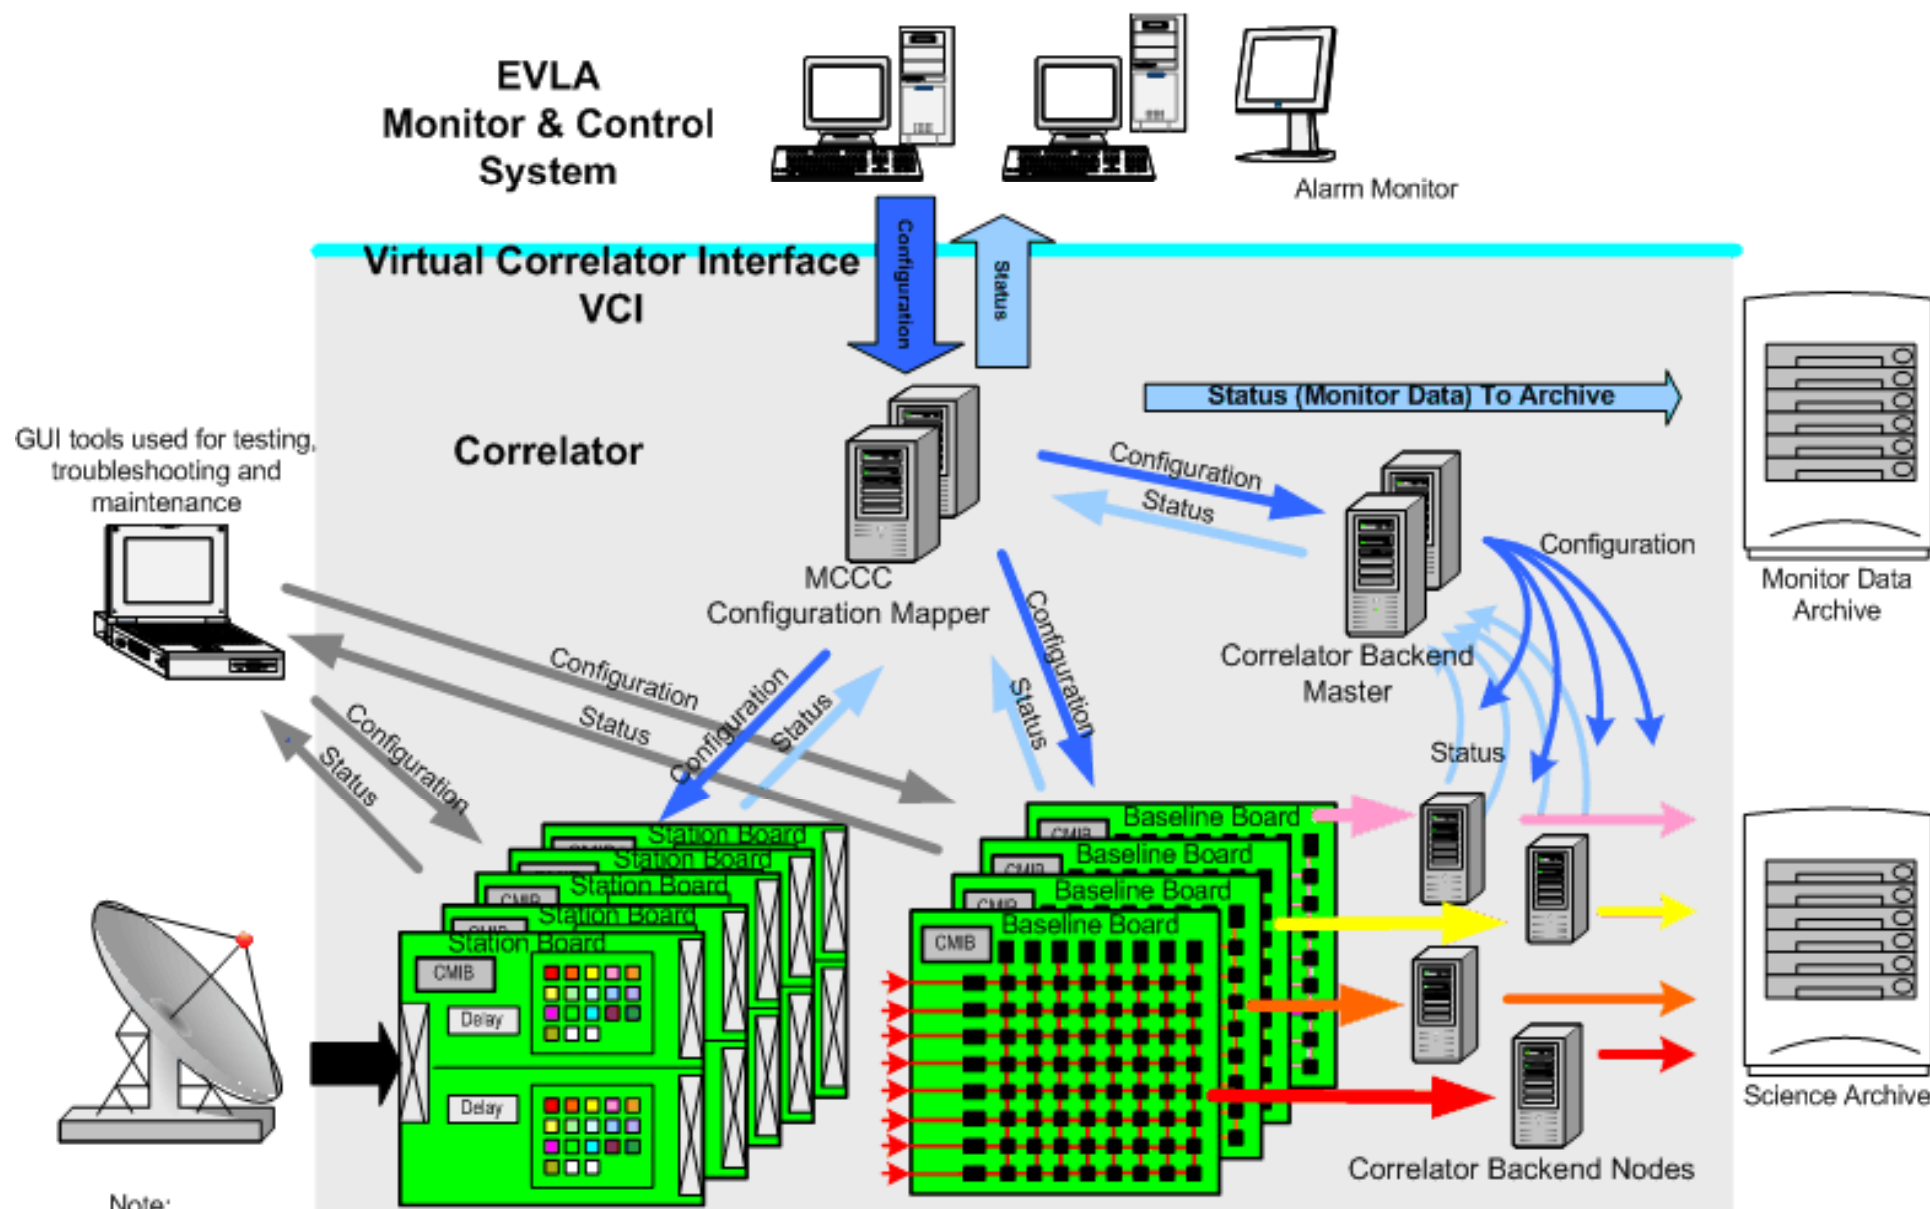 EVLA
Monitor & Control
System
Alarm Monitor
Configuration
Status
Virtual Correlator Interface
VCI
Status (Monitor Data) To Archive
Correlator
GUI tools used for testing,
troubleshooting and
maintenance
Configuration
Status
Configuration
Monitor Data
Archive
MCCC
Configuration Mapper
Correlator Backend
Master
Configuration
Status
Configuration
Status
Configuration
Status
Configuration
Status
Status
Station Board
Station Board
Station Board
Station Board
Station Board
CMIB
CMIB
CMIB
Delay
Delay
Baseline Board
CMIB
Baseline Board
CMIB
Baseline Board
CMIB
Baseline Board
CMIB
Science Archive
Correlator Backend Nodes
Note: